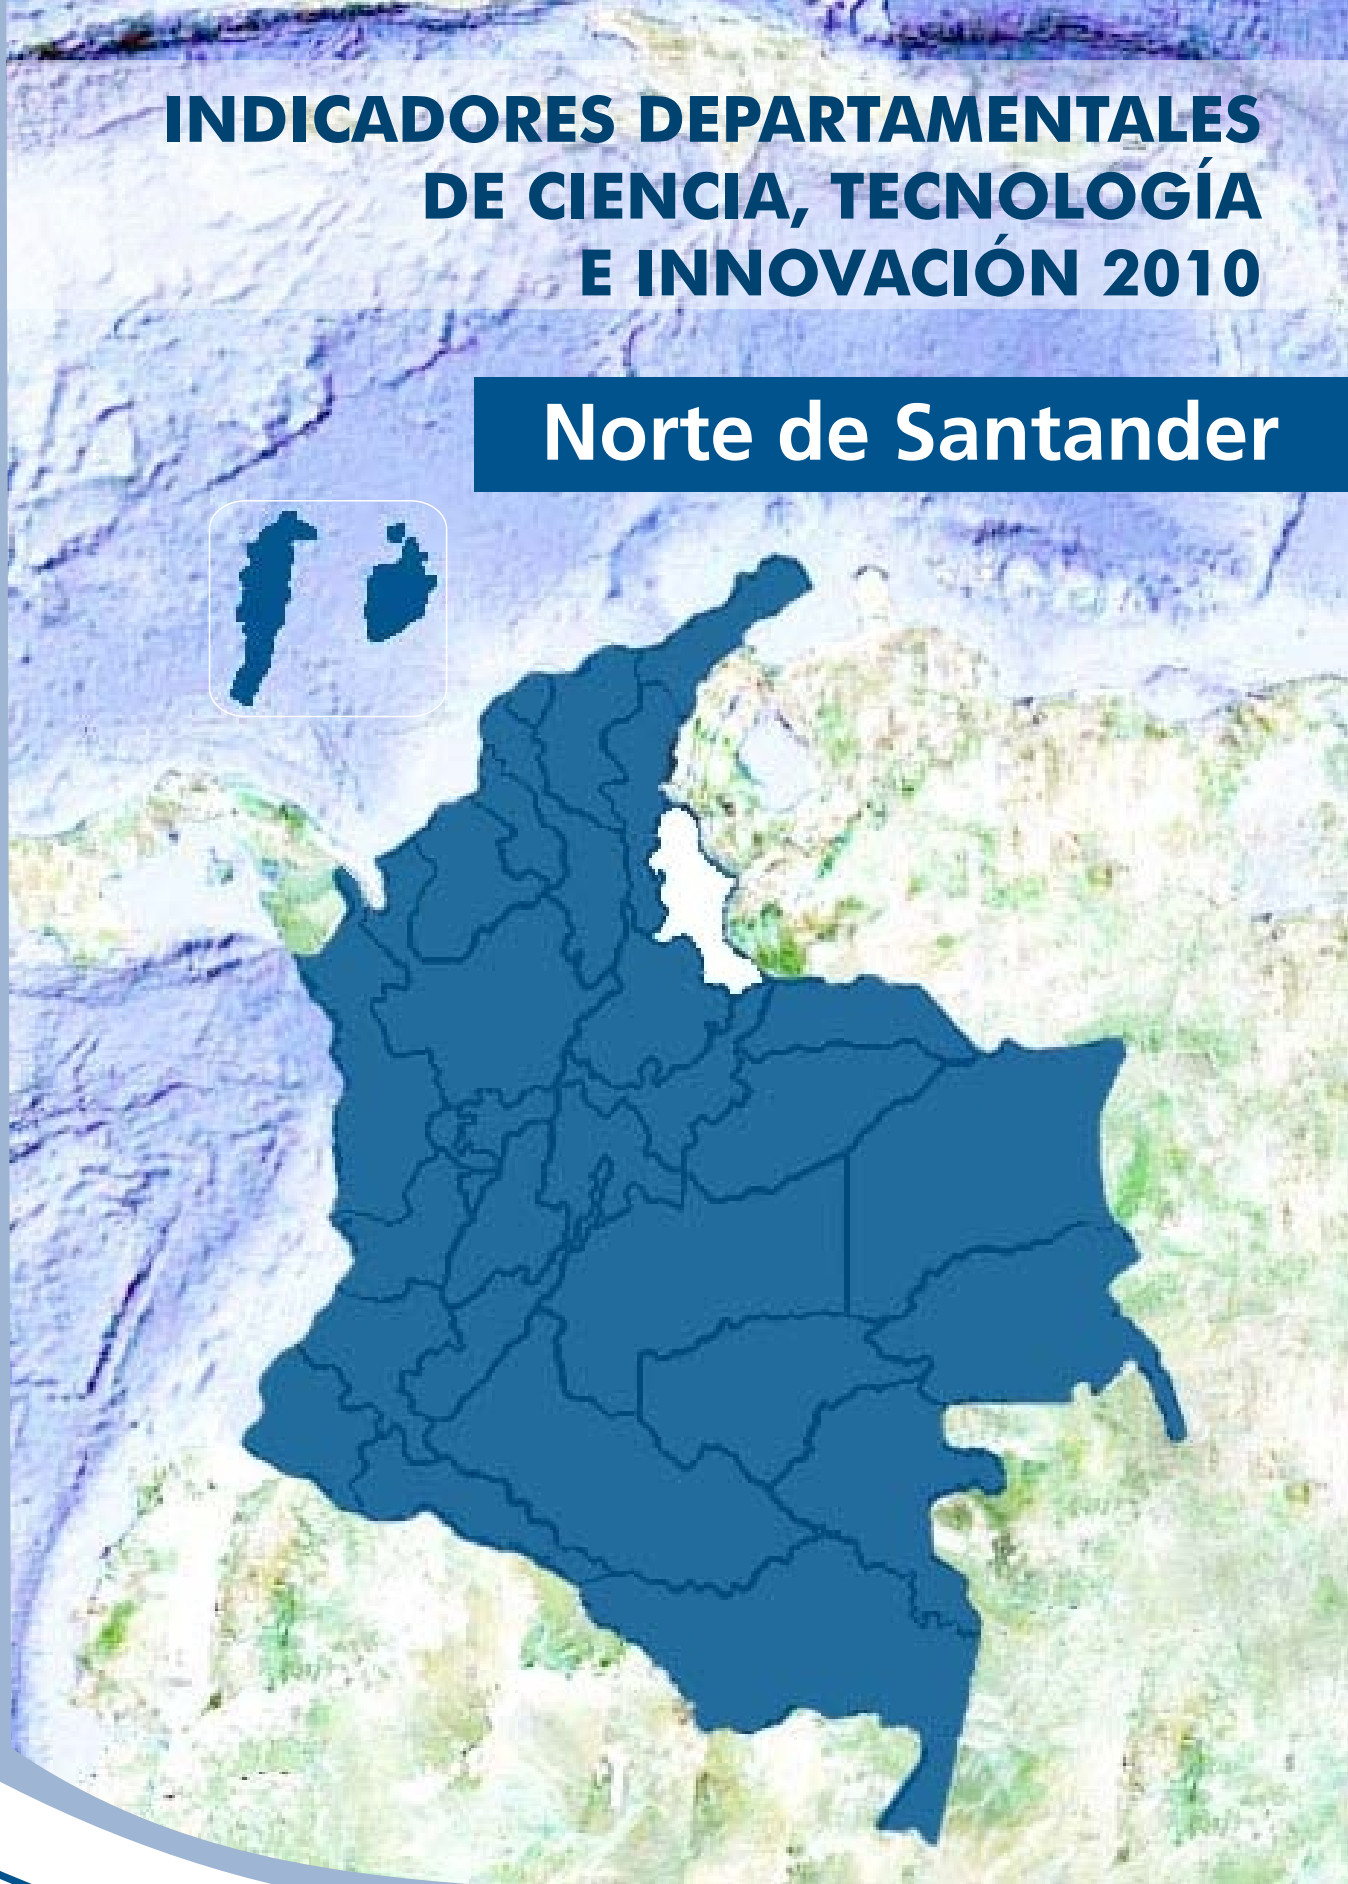 INDICADORES DEPARTAMENTALES
DE CIENCIA, TECNOLOGÍA
E INNOVACIÓN 2010
Norte de Santander